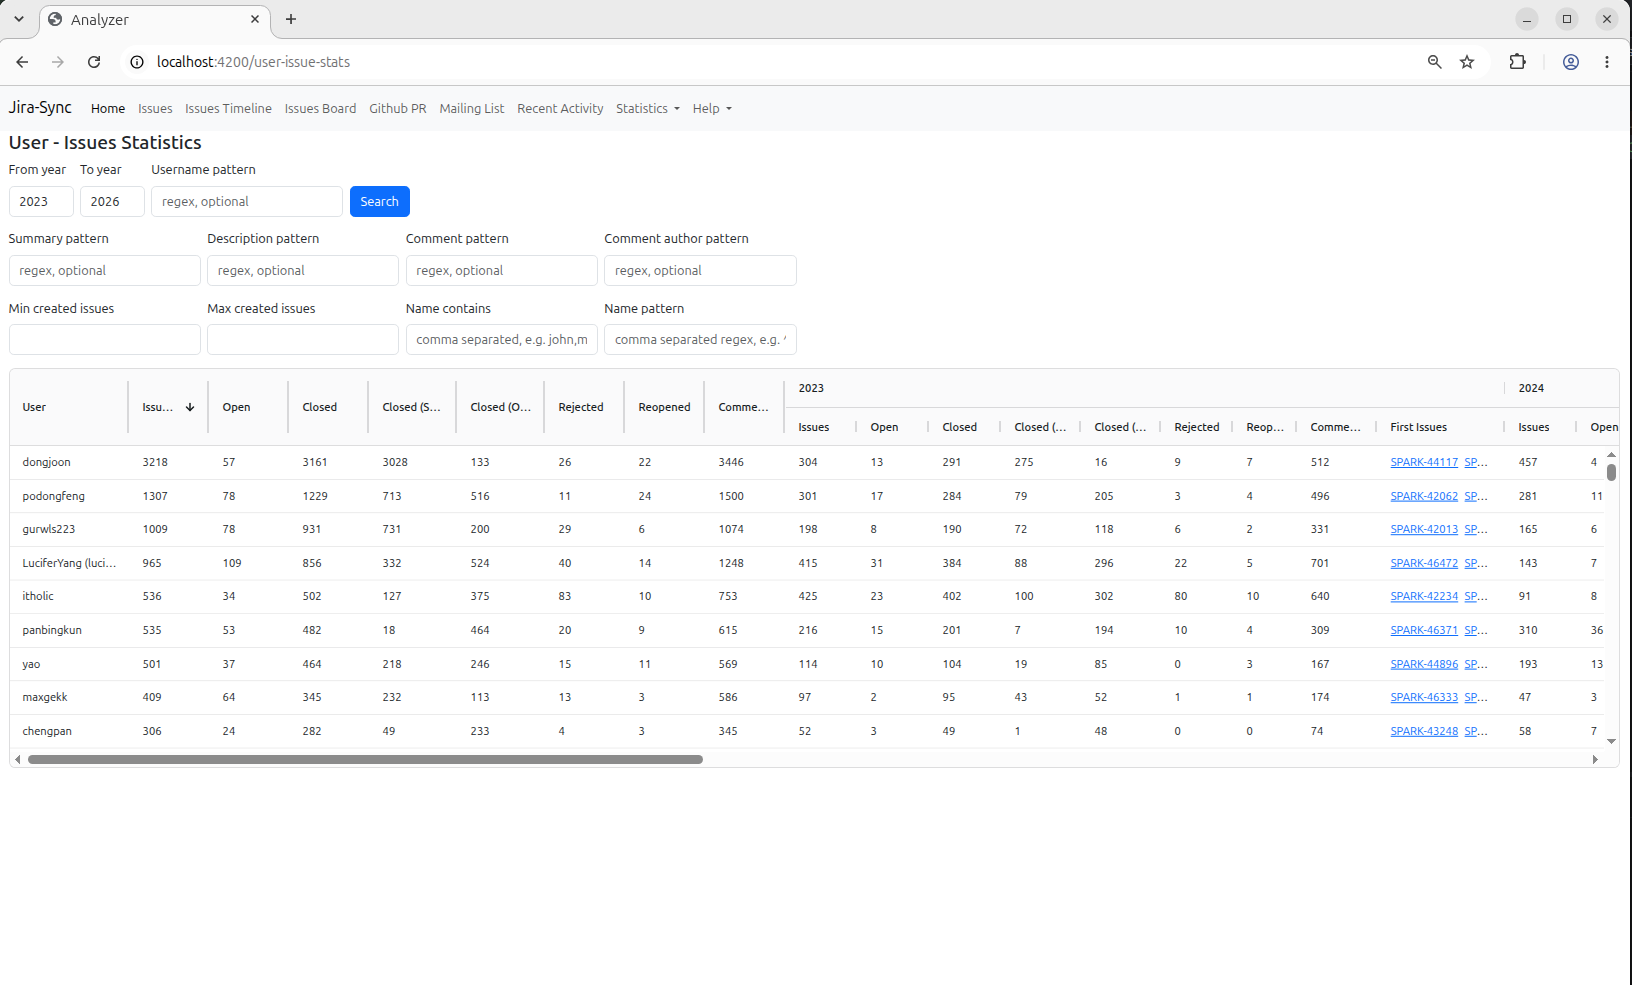 Analyzer
localhost:4200/user-issue-stats
Jira-Sync Home Issues Issues Timeline Issues Board Github PR Mailing List Recent Activity Statistics Help
User - Issues Statistics
From year To year Username pattern
2023 2026 regex, optional Search
Summary pattern Description pattern Comment pattern Comment author pattern
regex, optional regex, optional regex, optional regex, optional
Min created issues Max created issues Name contains Name pattern
comma separated, e.g. john,m comma separated regex, e.g. ^
2023 2024
User Issu... Open Closed Closed (S... Closed (O... Rejected Reopened Comme...
Issues Open Closed Closed (... Closed (... Rejected Reop... Comme... First Issues Issues Open
dongjoon 3218 57 3161 3028 133 26 22 3446 304 13 291 275 16 9 7 512 SPARK-44117 SP... 457 4
podongfeng 1307 78 1229 713 516 11 24 1500 301 17 284 79 205 3 4 496 SPARK-42062 SP... 281 11
gurwls223 1009 78 931 731 200 29 6 1074 198 8 190 72 118 6 2 331 SPARK-42013 SP... 165 6
LuciferYang (luci... 965 109 856 332 524 40 14 1248 415 31 384 88 296 22 5 701 SPARK-46472 SP... 143 7
itholic 536 34 502 127 375 83 10 753 425 23 402 100 302 80 10 640 SPARK-42234 SP... 91 8
panbingkun 535 53 482 18 464 20 9 615 216 15 201 7 194 10 4 309 SPARK-46371 SP... 310 36
yao 501 37 464 218 246 15 11 569 114 10 104 19 85 0 3 167 SPARK-44896 SP... 193 13
maxgekk 409 64 345 232 113 13 3 586 97 2 95 43 52 1 1 174 SPARK-46333 SP... 47 3
chengpan 306 24 282 49 233 4 3 345 52 3 49 1 48 0 0 74 SPARK-43248 SP... 58 7